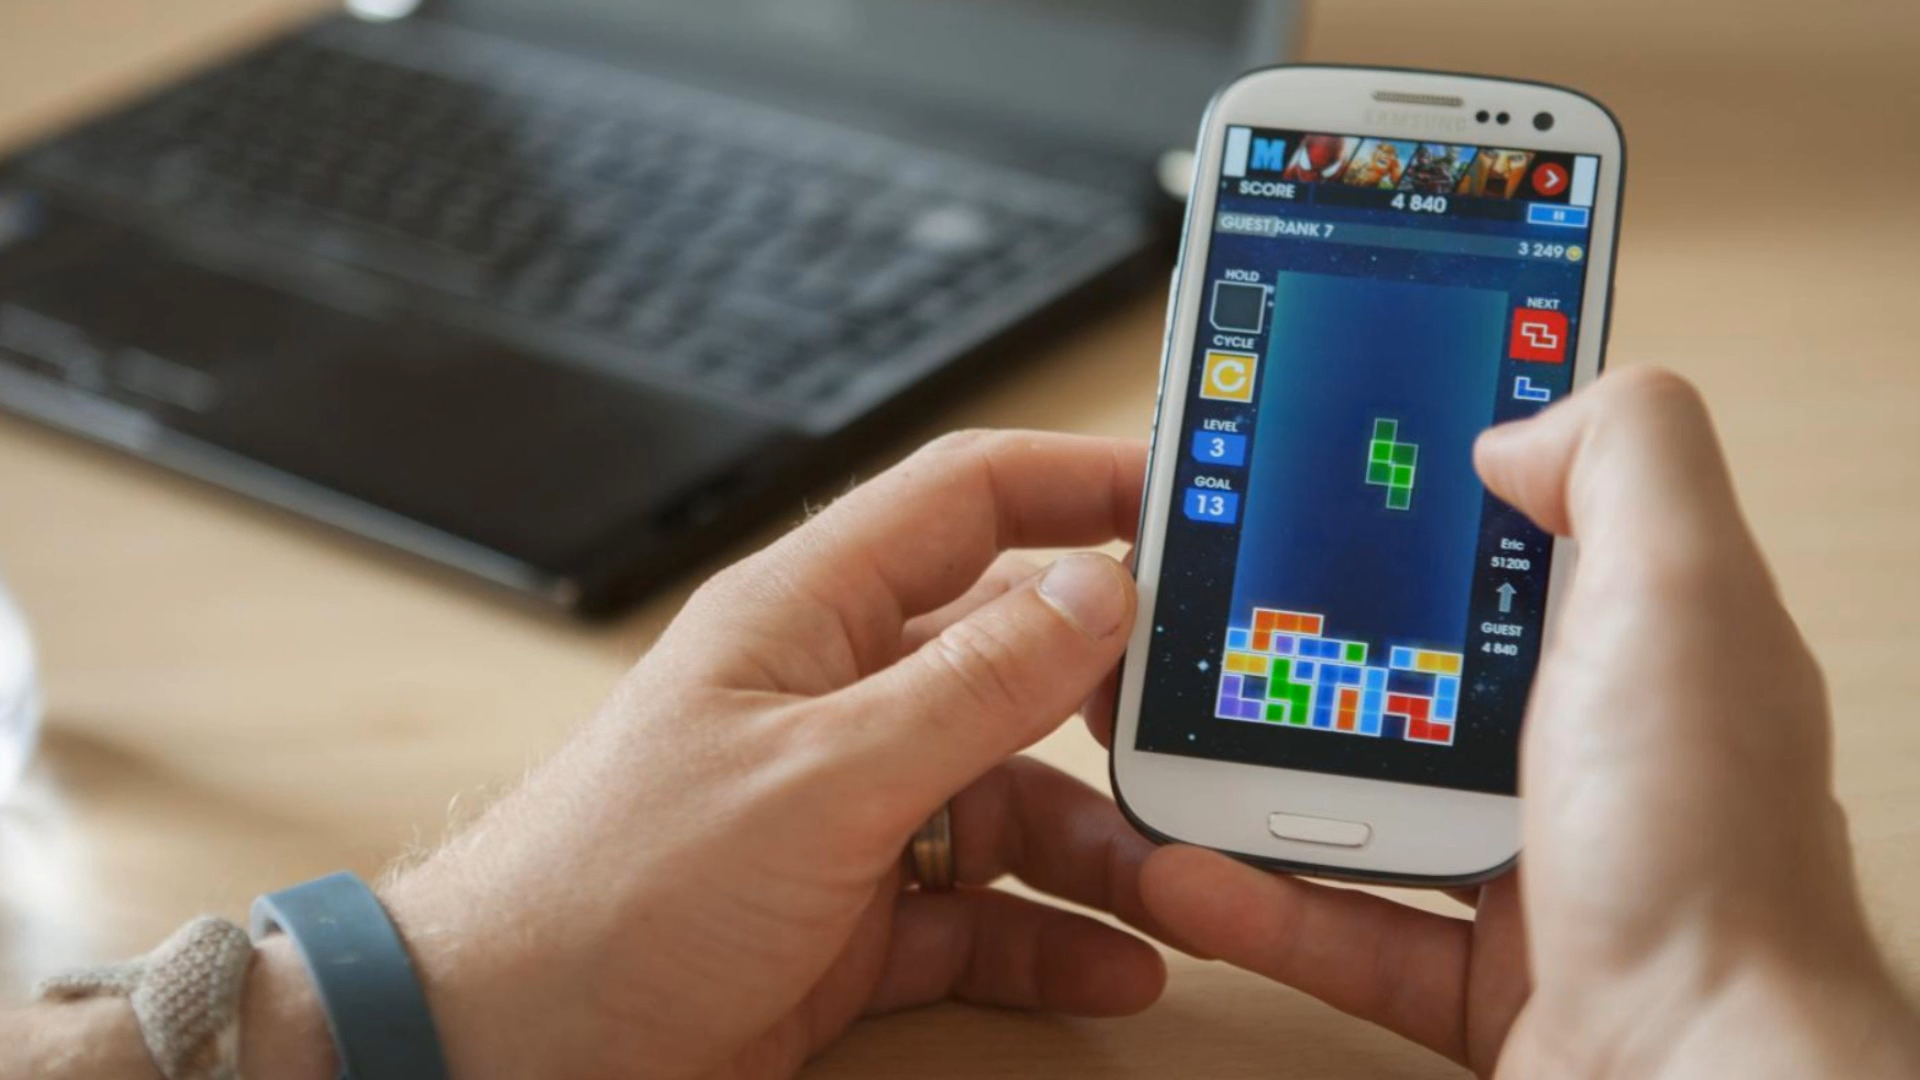 SAMSUNG
M
SCORE
4 840
GUEST RANK 7
3 249
HOLD
NEXT
CYCLE
LEVEL
3
GOAL
13
Eric
51200
GUEST
4 840